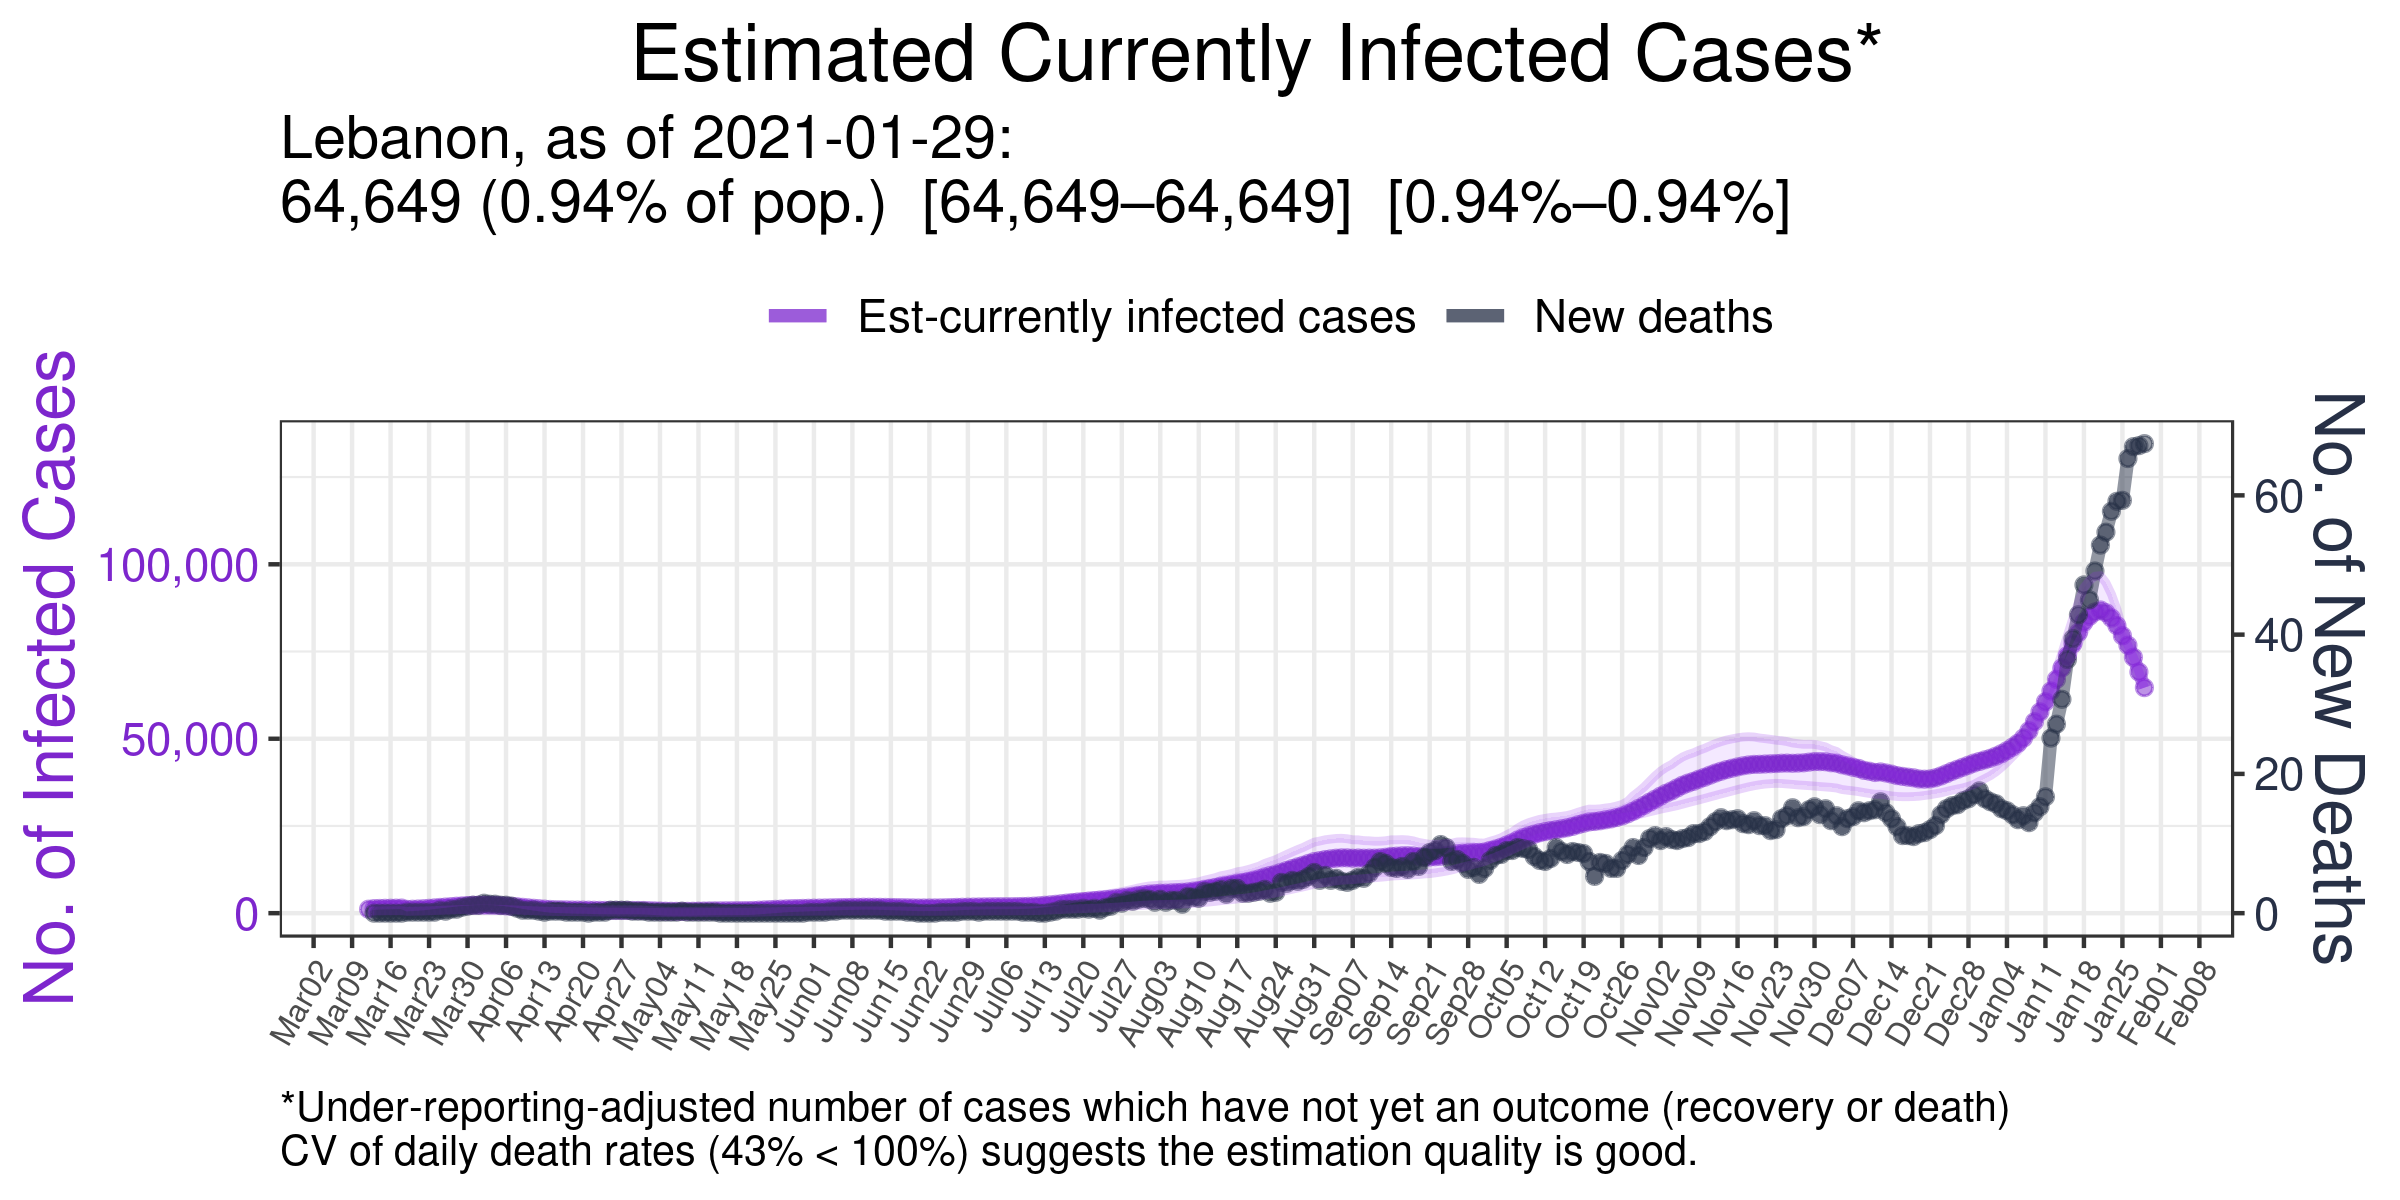 Estimated Currently Infected Cases*
Lebanon, as of 2021-01-29:
64,649 (0.94% of pop.) [64,649–64,649] [0.94%–0.94%]
Est-currently infected cases
New deaths
No. of Infected Cases
100,000
50,000
0
60
40
20
0
No. of New Deaths
Mar02
Mar09
Mar16
Mar23
Mar30
Apr06
Apr13
Apr20
Apr27
May04
May11
May18
May25
Jun01
Jun08
Jun15
Jun22
Jun29
Jul06
Jul13
Jul20
Jul27
Aug03
Aug10
Aug17
Aug24
Aug31
Sep07
Sep14
Sep21
Sep28
Oct05
Oct12
Oct19
Oct26
Nov02
Nov09
Nov16
Nov23
Nov30
Dec07
Dec14
Dec21
Dec28
Jan04
Jan11
Jan18
Jan25
Feb01
Feb08
*Under-reporting-adjusted number of cases which have not yet an outcome (recovery or death)
CV of daily death rates (43% < 100%) suggests the estimation quality is good.